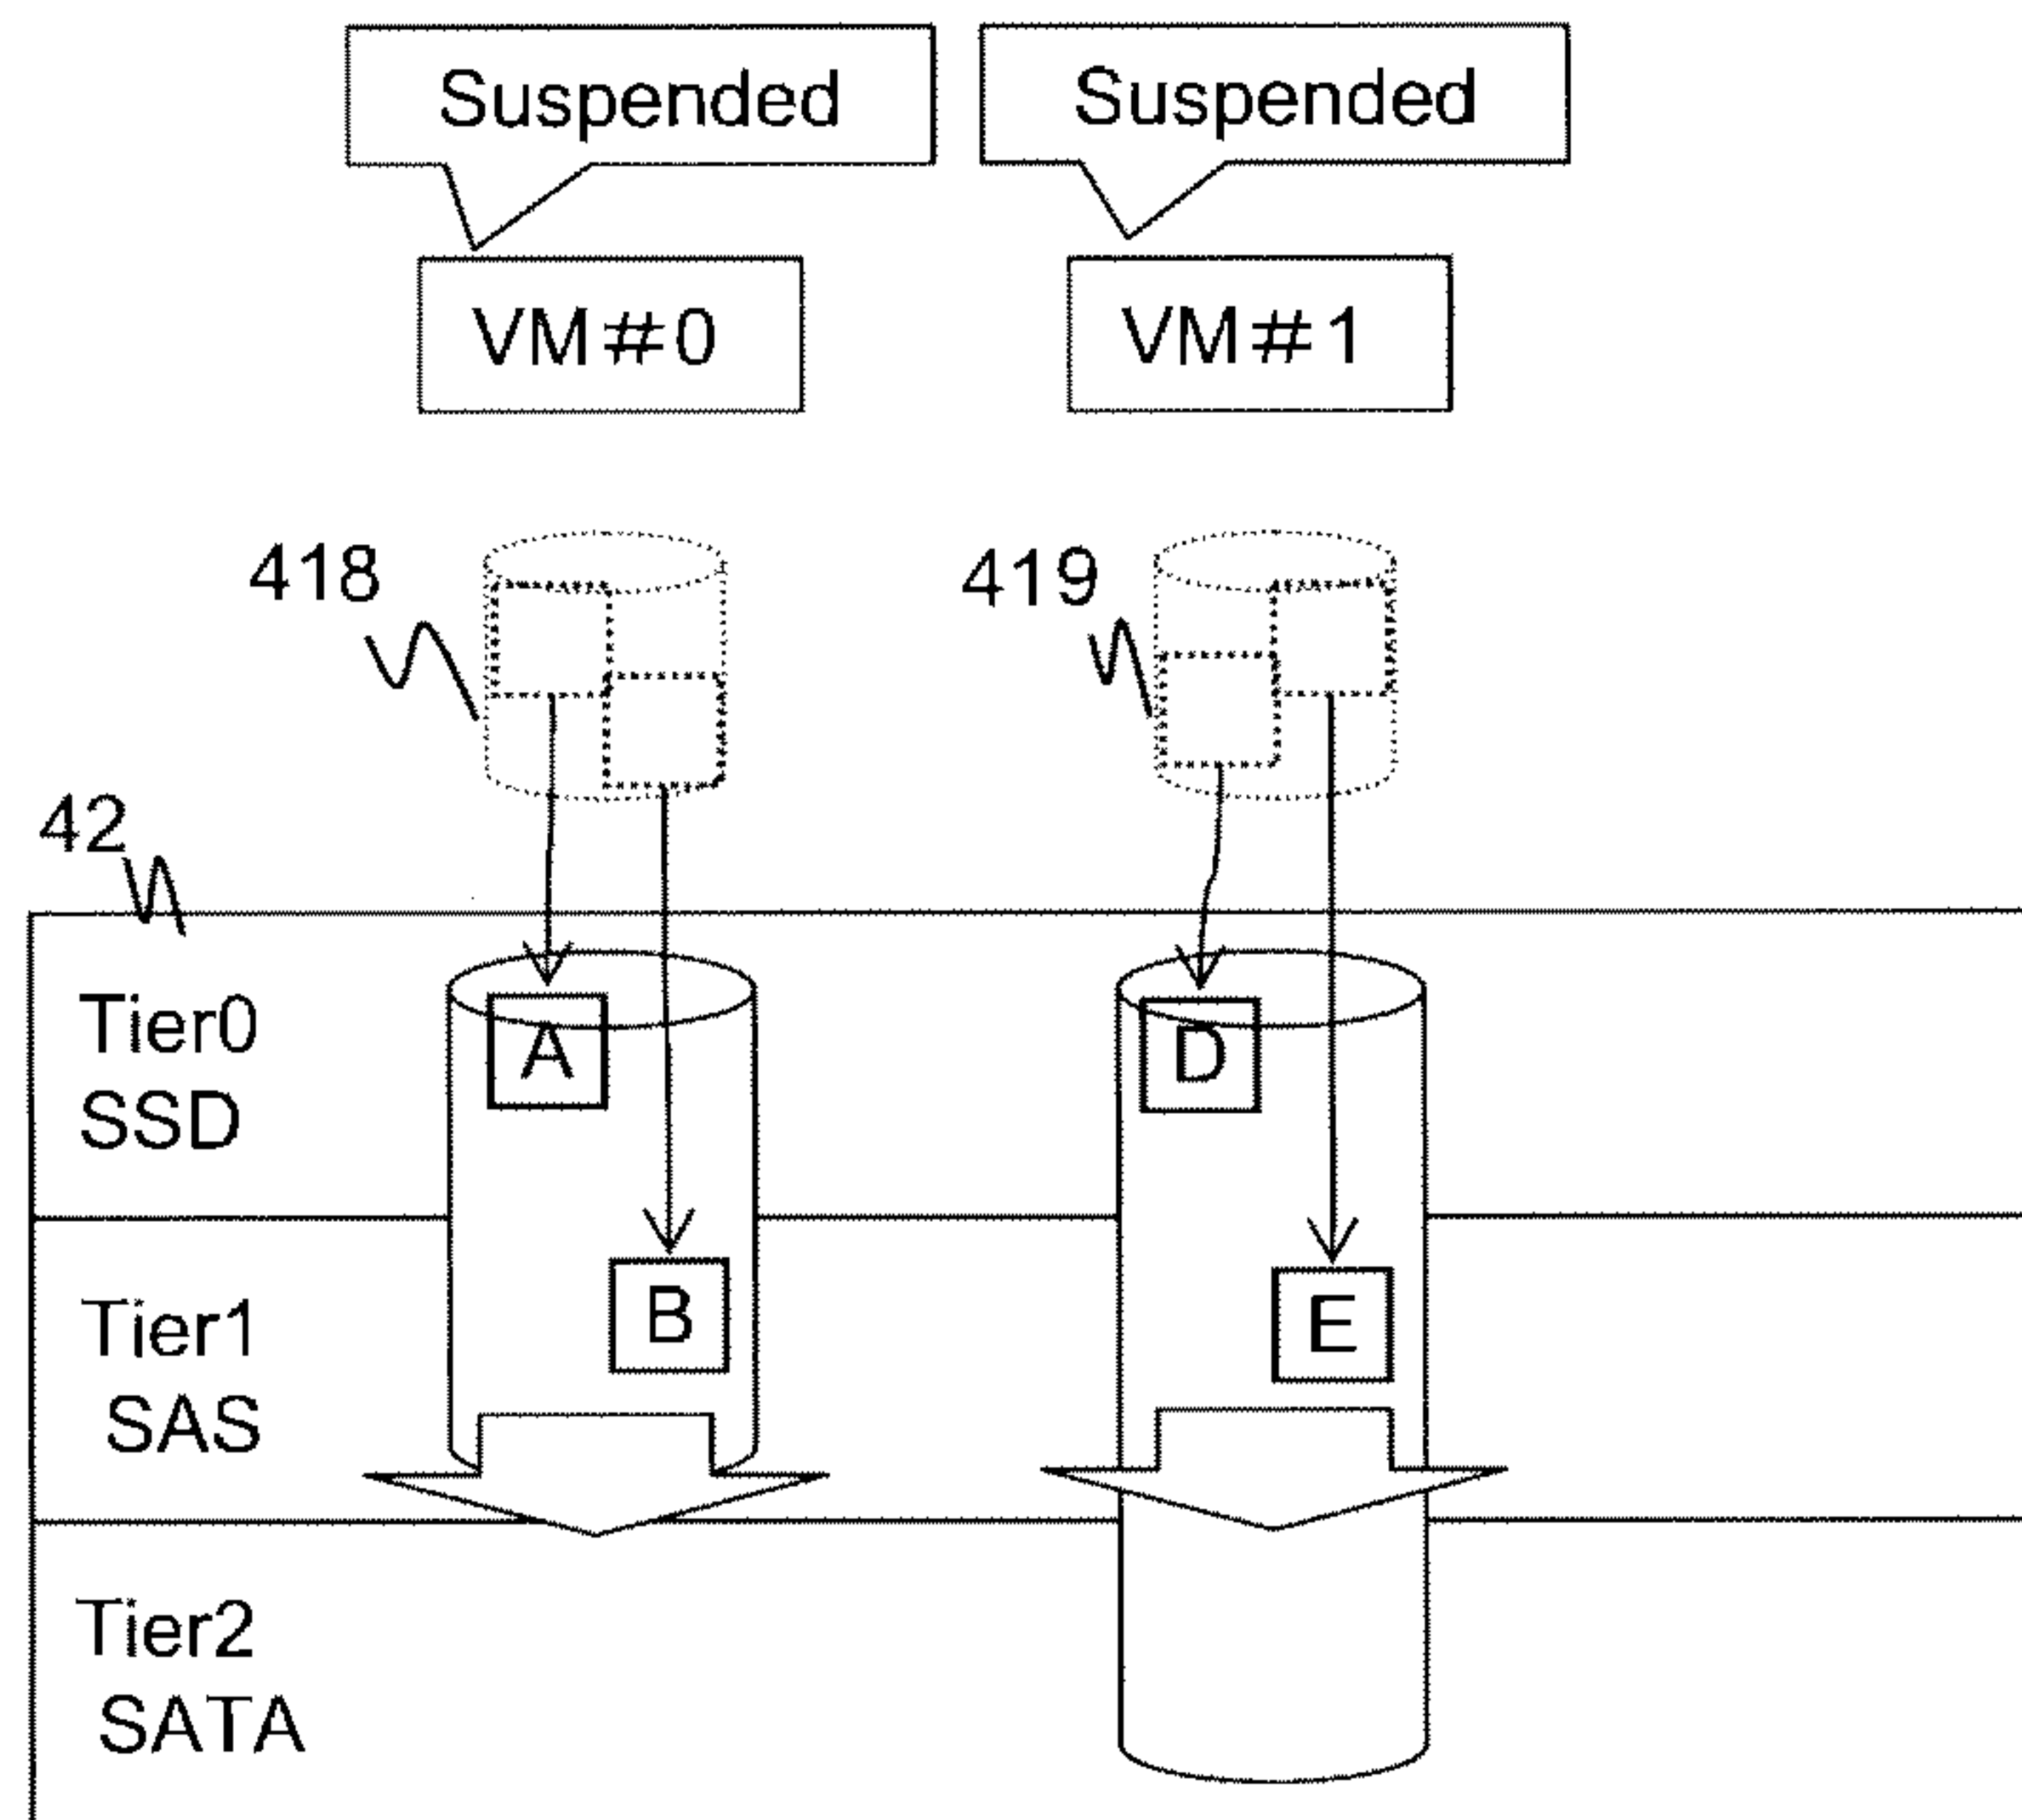 Suspended
Suspended
VM#0
VM#1
418
419
42
Tier0
SSD
A
D
Tier1
SAS
B
E
Tier2
SATA